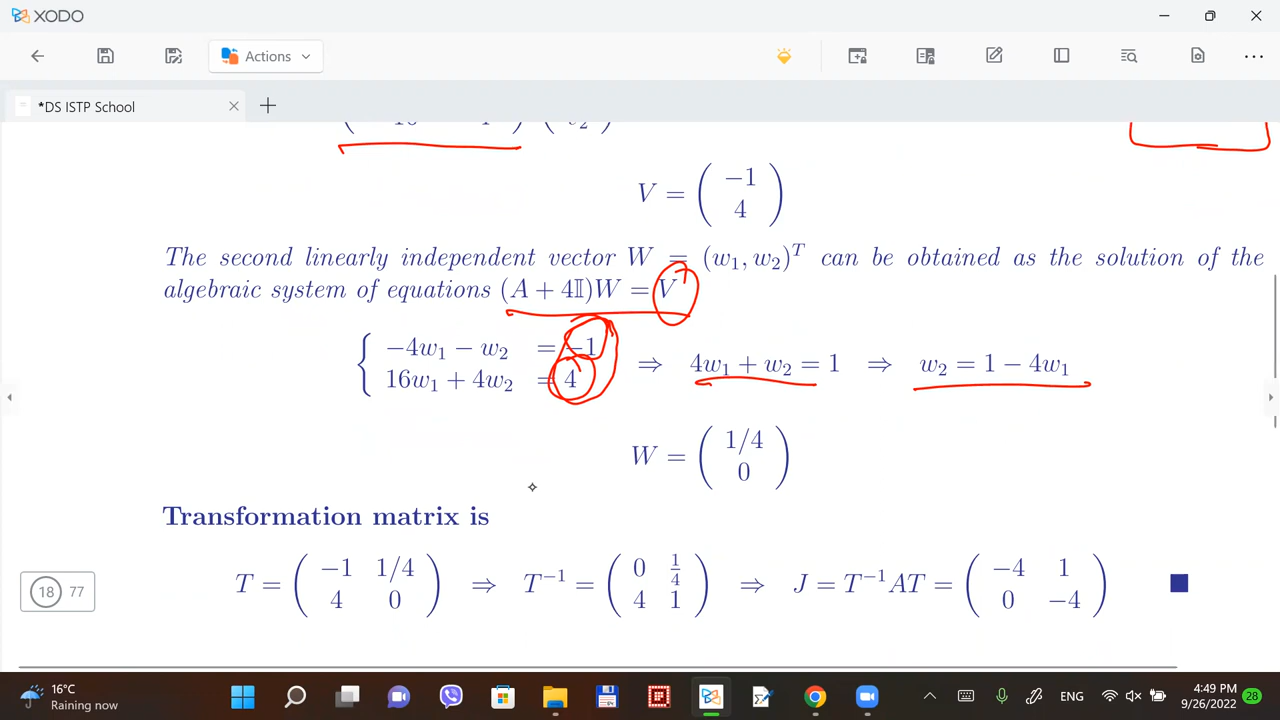 XODO
Actions
*DS ISTP School
V = ( −1 4 )
The second linearly independent vector W = (w₁, w₂)ᵀ can be obtained as the solution of the
algebraic system of equations (A + 4𝕀)W = V
{ −4w₁ − w₂ = −1
16w₁ + 4w₂ = 4 ⇒ 4w₁ + w₂ = 1 ⇒ w₂ = 1 − 4w₁
W = ( 1/4 0 )
Transformation matrix is
T = ( −1 1/4 4 0 ) ⇒ T⁻¹ = ( 0 1/4 4 1 ) ⇒ J = T⁻¹AT = ( −4 1 0 −4 ) ■
18 77
16°C
Raining now
ENG
4:49 PM
9/26/2022
28